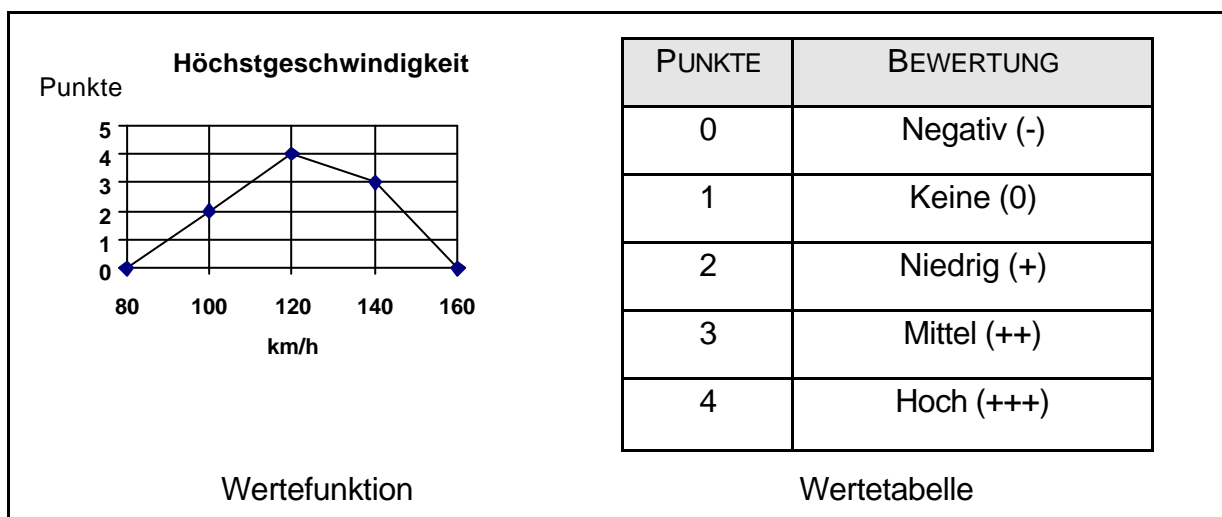 Höchstgeschwindigkeit
Punkte
5
4
3
2
1
0
80 100 120 140 160
km/h
Wertefunktion
PUNKTE BEWERTUNG
0 Negativ (-)
1 Keine (0)
2 Niedrig (+)
3 Mittel (++)
4 Hoch (+++)
Wertetabelle